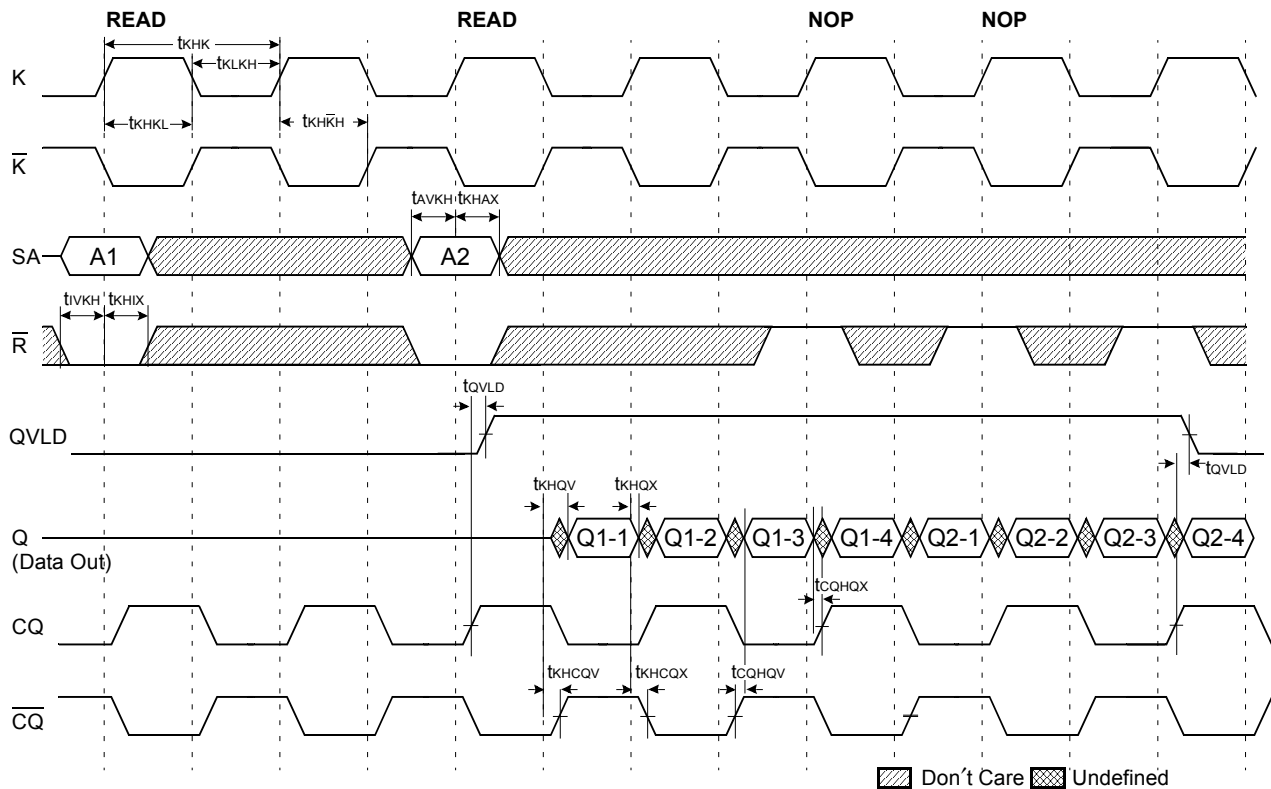 READ READ NOP NOP
tKHK
tKLKH
K
tKHKL
tKHK̅H
K̅
tAVKH tKHAX
SA A1 A2
tIVKH tKHIX
R̅
tQVLD
QVLD
tQVLD
tKHQV tKHQX
Q Q1-1 Q1-2 Q1-3 Q1-4 Q2-1 Q2-2 Q2-3 Q2-4
(Data Out)
tCQHQX
CQ
tKHCQV tKHCQX tCQHQV
C̅Q̅
Don′t Care Undefined